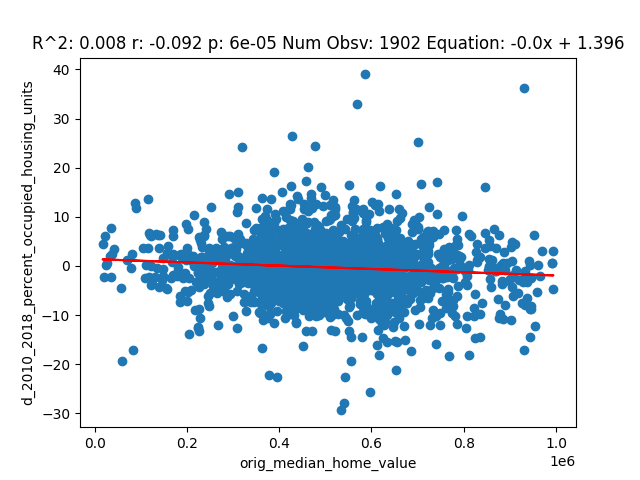 R^2: 0.008 r: -0.092 p: 6e-05 Num Obsv: 1902 Equation: -0.0x + 1.396
40
30
20
10
0
−10
−20
−30
d_2010_2018_percent_occupied_housing_units
0.0 0.2 0.4 0.6 0.8 1.0
1e6
orig_median_home_value